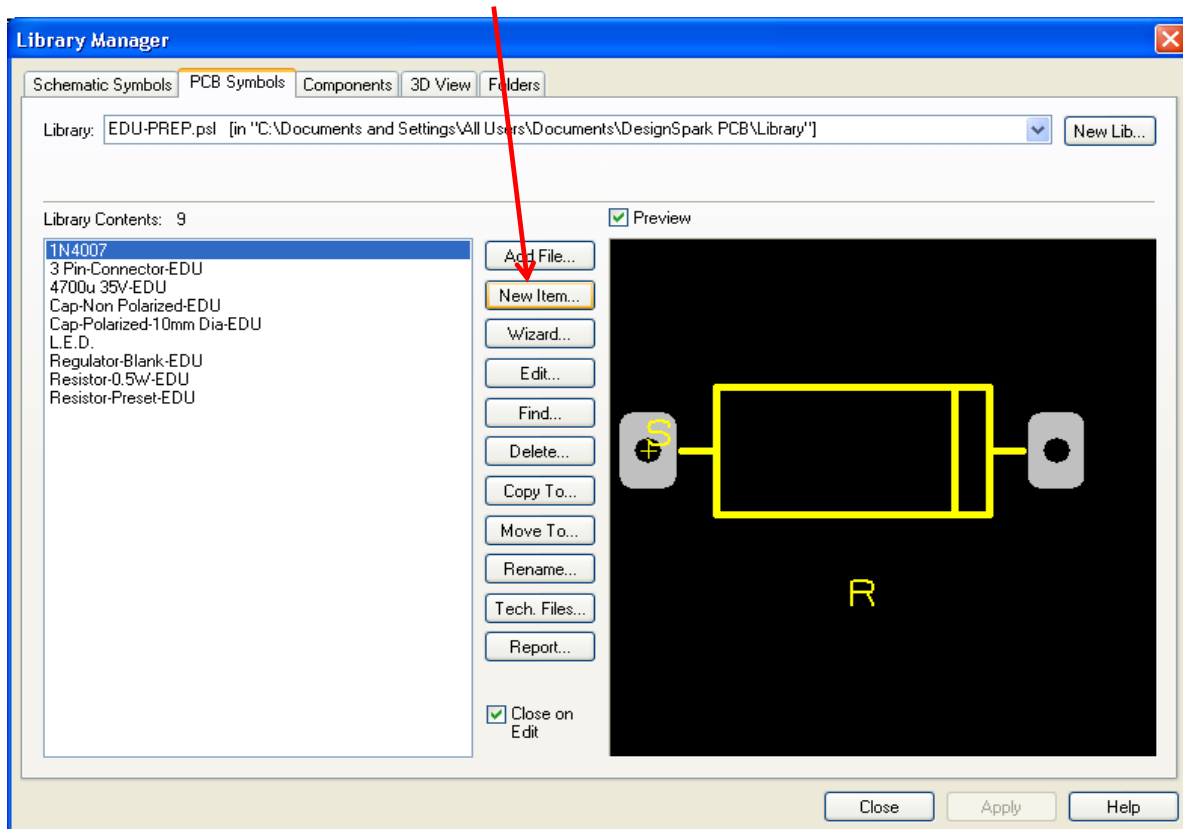 Library Manager
Schematic Symbols PCB Symbols Components 3D View Folders
Library: EDU-PREP.psl [in "C:\Documents and Settings\All Users\Documents\DesignSpark PCB\Library"] New Lib...
Library Contents: 9
Preview
1N4007
3 Pin-Connector-EDU
4700u 35V-EDU
Cap-Non Polarized-EDU
Cap-Polarized-10mm Dia-EDU
L.E.D.
Regulator-Blank-EDU
Resistor-0.5W-EDU
Resistor-Preset-EDU
Add File...
New Item...
Wizard...
Edit...
Find...
Delete...
Copy To...
Move To...
Rename...
Tech. Files...
Report...
Close on
Edit
S
R
Close Apply Help